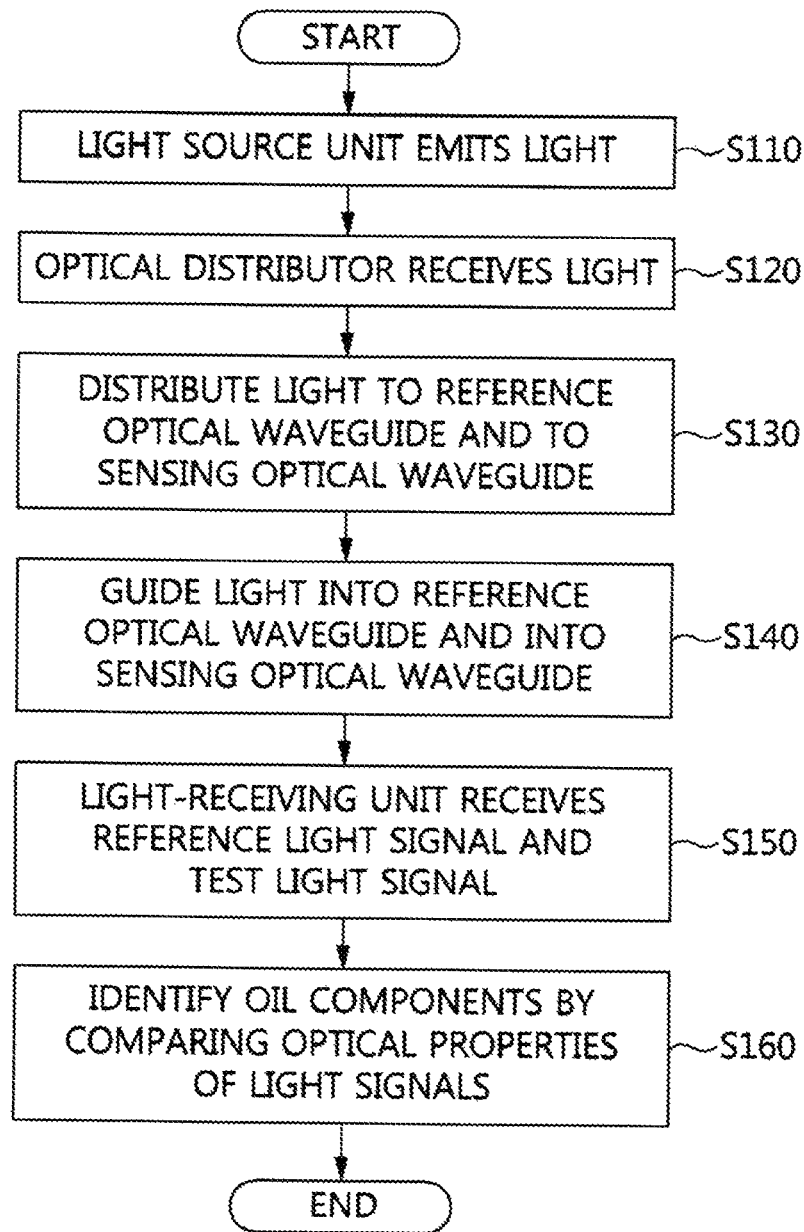 START
LIGHT SOURCE UNIT EMITS LIGHT
S110
OPTICAL DISTRIBUTOR RECEIVES LIGHT
S120
DISTRIBUTE LIGHT TO REFERENCE
OPTICAL WAVEGUIDE AND TO
SENSING OPTICAL WAVEGUIDE
S130
GUIDE LIGHT INTO REFERENCE
OPTICAL WAVEGUIDE AND INTO
SENSING OPTICAL WAVEGUIDE
S140
LIGHT-RECEIVING UNIT RECEIVES
REFERENCE LIGHT SIGNAL AND
TEST LIGHT SIGNAL
S150
IDENTIFY OIL COMPONENTS BY
COMPARING OPTICAL PROPERTIES
OF LIGHT SIGNALS
S160
END